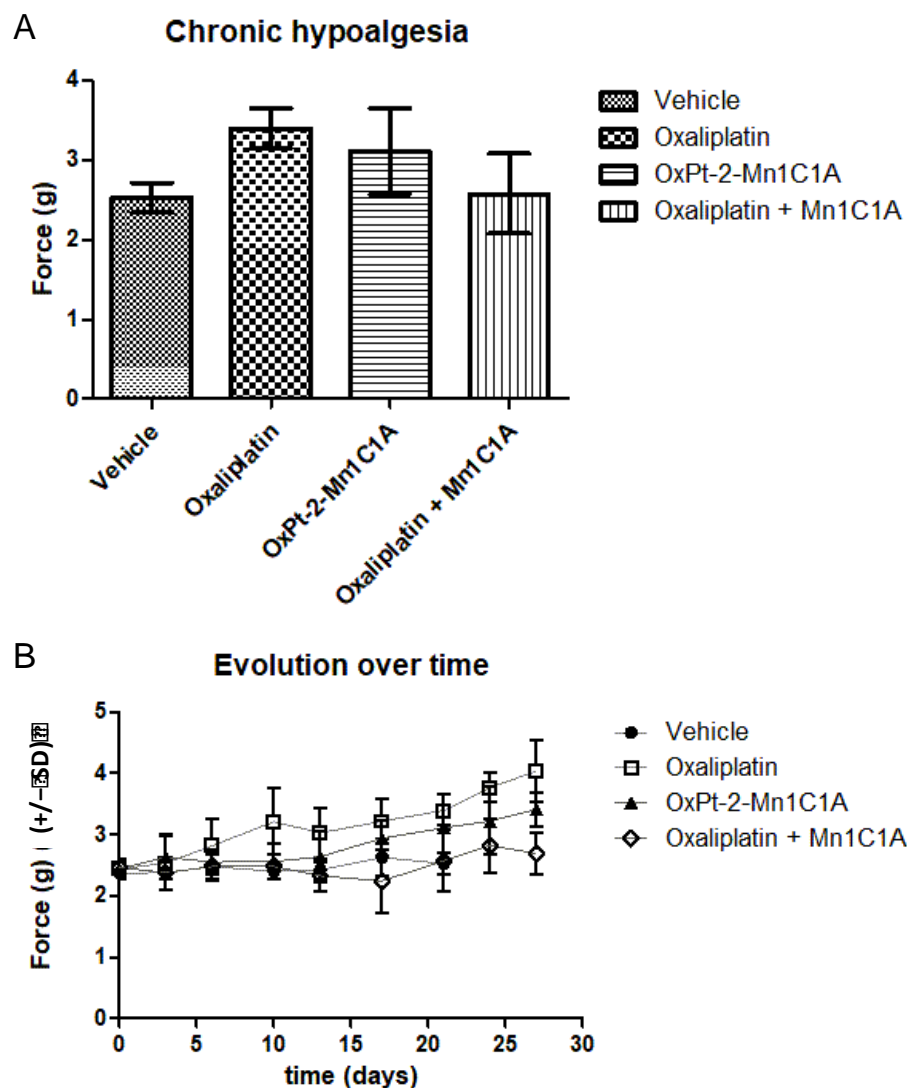 A
Chronic hypoalgesia
Force (g)
4
3
2
1
0
Vehicle
Oxaliplatin
OxPt-2-Mn1C1A
Oxaliplatin + Mn1C1A
Vehicle
Oxaliplatin
OxPt-2-Mn1C1A
Oxaliplatin + Mn1C1A
B
Evolution over time
Force (g) (+/- SD)
5
4
3
2
1
0
0 5 10 15 20 25 30
time (days)
Vehicle
Oxaliplatin
OxPt-2-Mn1C1A
Oxaliplatin + Mn1C1A